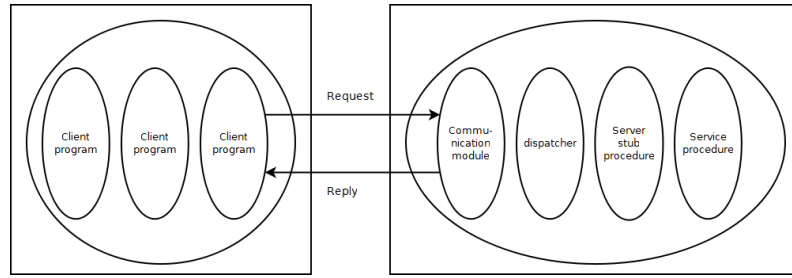 Client
program
Client
program
Client
program
Request
Reply
Commu-
nication
module
dispatcher
Server
stub
procedure
Service
procedure